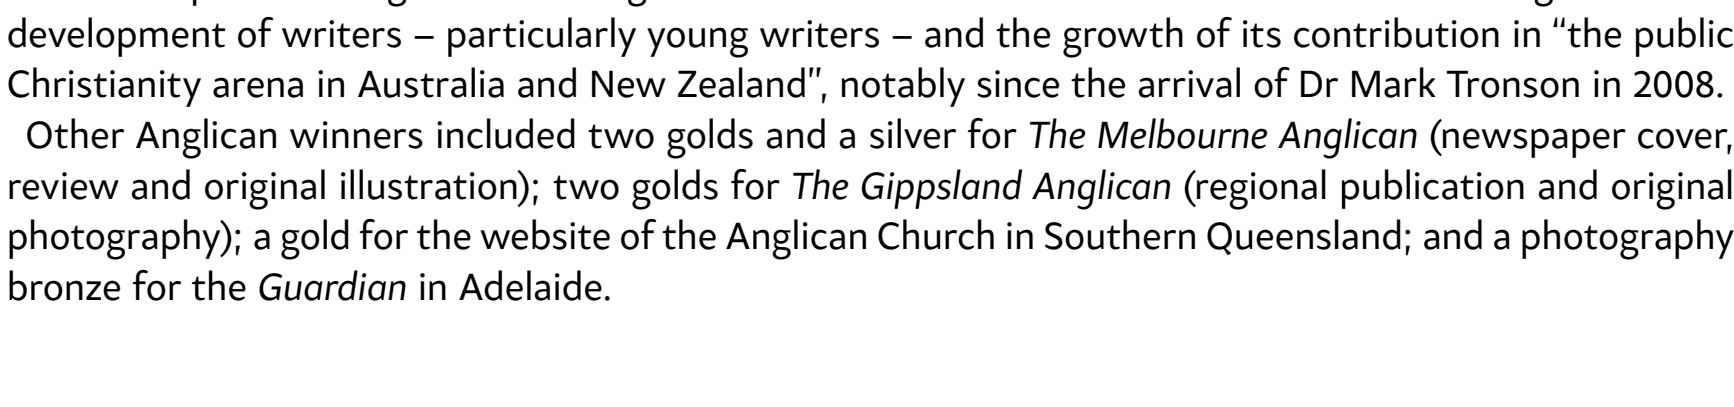 development of writers – particularly young writers – and the growth of its contribution in “the public
Christianity arena in Australia and New Zealand”, notably since the arrival of Dr Mark Tronson in 2008.
Other Anglican winners included two golds and a silver for The Melbourne Anglican (newspaper cover,
review and original illustration); two golds for The Gippsland Anglican (regional publication and original
photography); a gold for the website of the Anglican Church in Southern Queensland; and a photography
bronze for the Guardian in Adelaide.